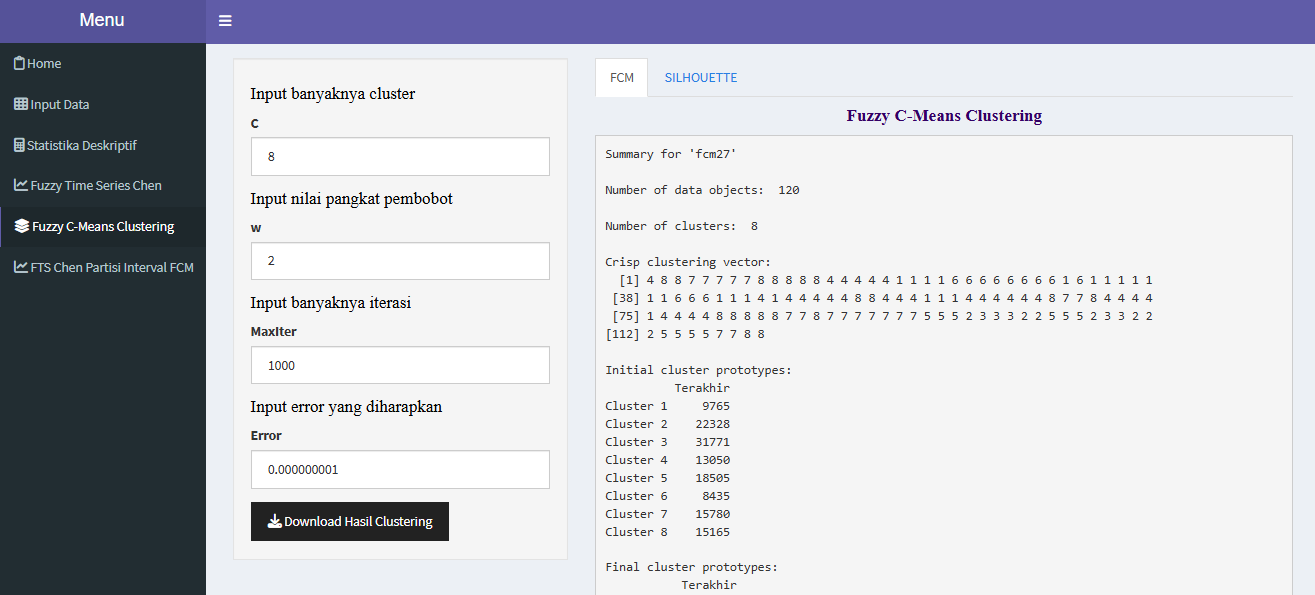 Menu
Home
Input Data
Statistika Deskriptif
Fuzzy Time Series Chen
Fuzzy C-Means Clustering
FTS Chen Partisi Interval FCM
Input banyaknya cluster
C
8
Input nilai pangkat pembobot
w
2
Input banyaknya iterasi
MaxIter
1000
Input error yang diharapkan
Error
0.000000001
Download Hasil Clustering
FCM SILHOUETTE
Fuzzy C-Means Clustering
Summary for 'fcm27'
Number of data objects: 120
Number of clusters: 8
Crisp clustering vector:
[1] 4 8 8 7 7 7 7 7 8 8 8 8 8 4 4 4 4 4 1 1 1 1 6 6 6 6 6 6 6 6 1 6 1 1 1 1 1
[38] 1 1 6 6 6 1 1 1 4 1 4 4 4 4 4 8 8 4 4 4 1 1 1 4 4 4 4 4 4 8 7 7 8 4 4 4 4
[75] 1 4 4 4 4 8 8 8 8 8 7 7 8 7 7 7 7 7 7 7 5 5 5 2 3 3 3 2 2 5 5 5 2 3 3 2 2
[112] 2 5 5 5 5 7 7 8 8
Initial cluster prototypes:
Terakhir
Cluster 1 9765
Cluster 2 22328
Cluster 3 31771
Cluster 4 13050
Cluster 5 18505
Cluster 6 8435
Cluster 7 15780
Cluster 8 15165
Final cluster prototypes:
Terakhir